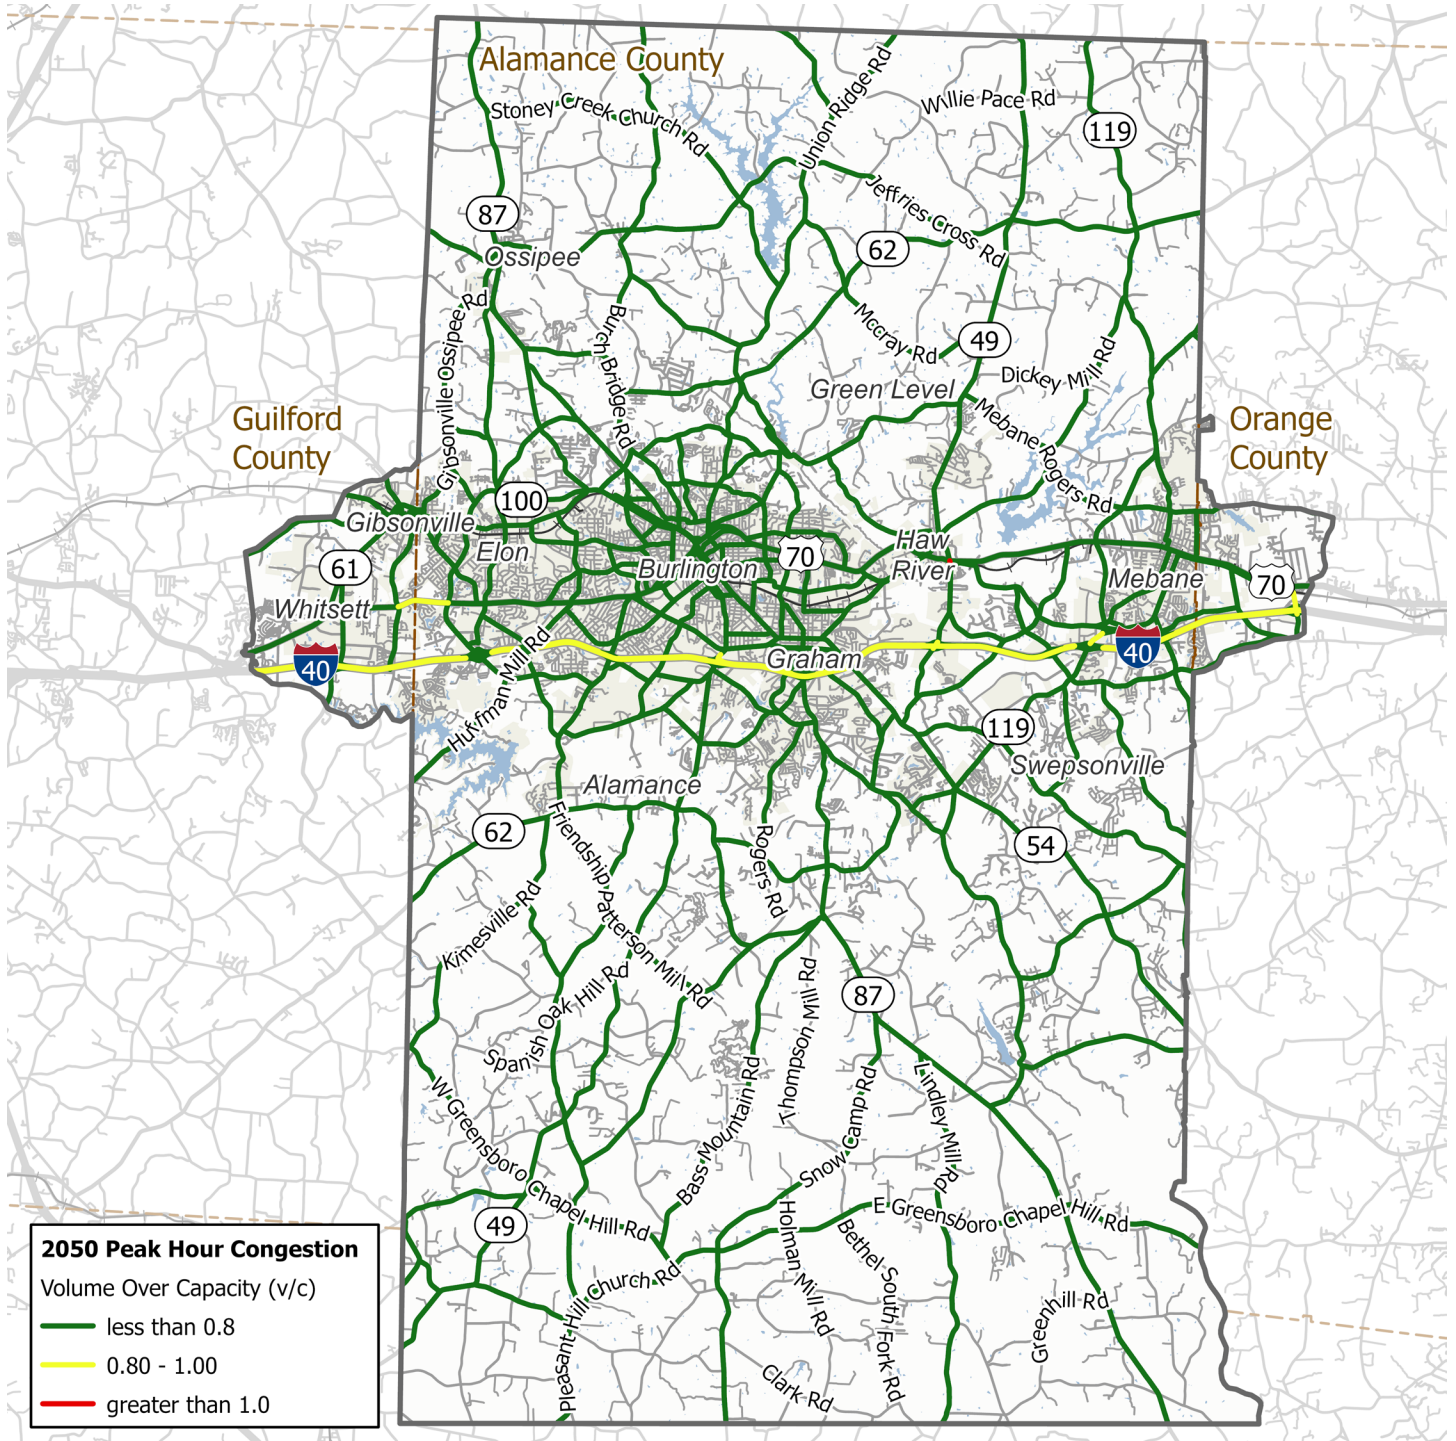 Alamance County
Stoney Creek Church Rd
Union Ridge Rd
Willie Pace Rd
119
87
Jeffries Cross Rd
62
Ossipee
Gibsonville Ossipee Rd
Burch Bridge Rd
Mccray Rd
49
Dickey Mill Rd
Green Level
Mebane Rogers Rd
Guilford
County
Orange
County
100
Gibsonville
Elon
61
Whitsett
Burlington
70
Haw
River
Mebane
70
40
Huffman Mill Rd
Graham
40
119
Swepsonville
Alamance
62
Friendship Patterson Mill Rd
Rogers Rd
54
Kimesville Rd
Spanish Oak Hill Rd
Thompson Mill Rd
87
W Greensboro Chapel Hill Rd
Bass Mountain Rd
Snow Camp Rd
Lindley Mill Rd
49
Holman Mill Rd
Bethel South Fork Rd
E Greensboro Chapel Hill Rd
Pleasant Hill Church Rd
Greenhill Rd
Clark Rd
2050 Peak Hour Congestion
Volume Over Capacity (v/c)
less than 0.8
0.80 - 1.00
greater than 1.0